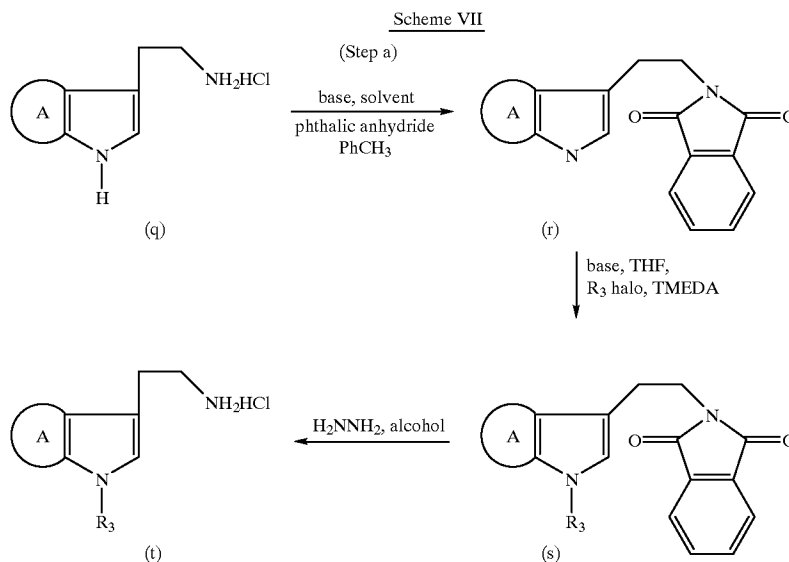 Scheme VII
(Step a)
A
NH2HCl
N
H
(q)
base, solvent
phthalic anhydride
PhCH3
A
N
N
O
O
(r)
base, THF,
R3 halo, TMEDA
A
NH2HCl
N
R3
(t)
H2NNH2, alcohol
A
N
R3
N
O
O
(s)